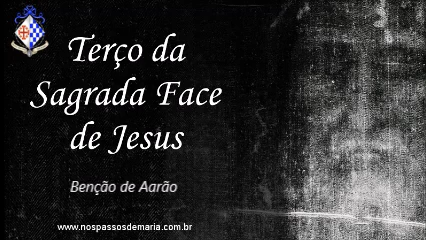 Terço da
Sagrada Face
de Jesus
Benção de Aarão
www.nospassosdemaria.com.br